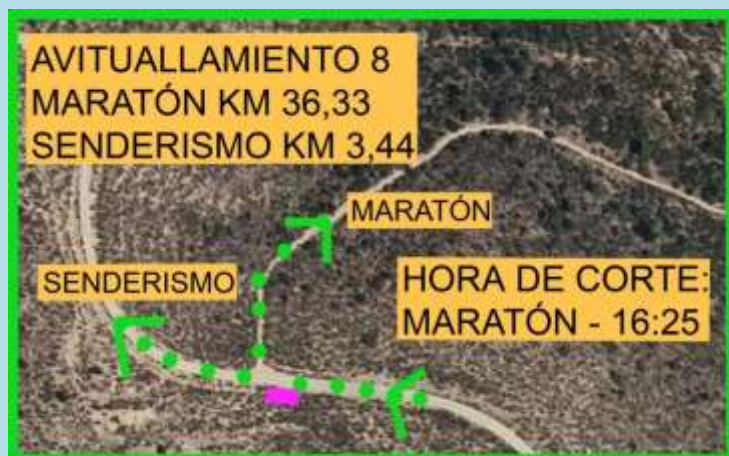 AVITUALLAMIENTO 8
MARATÓN KM 36,33
SENDERISMO KM 3,44
MARATÓN
SENDERISMO
HORA DE CORTE:
MARATÓN - 16:25